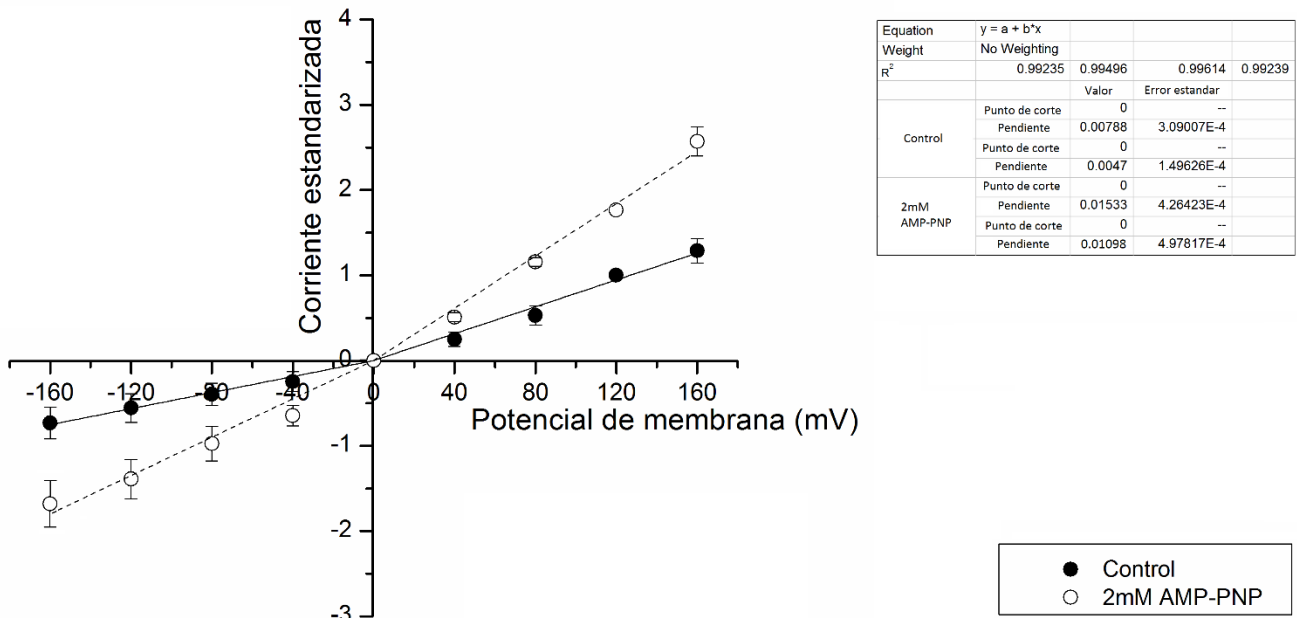 4
3
2
1
0
-1
-2
-3
Corriente estandarizada
-160 -120 -80 -40 0 40 80 120 160
Potencial de membrana (mV)
Equation y = a + b*x
Weight No Weighting
R² 0.99235 0.99496 0.99614 0.99239
Valor Error estandar
Control
Punto de corte 0 --
Pendiente 0.00788 3.09007E-4
Punto de corte 0 --
Pendiente 0.0047 1.49626E-4
2mM
AMP-PNP
Punto de corte 0 --
Pendiente 0.01533 4.26423E-4
Punto de corte 0 --
Pendiente 0.01098 4.97817E-4
Control
2mM AMP-PNP